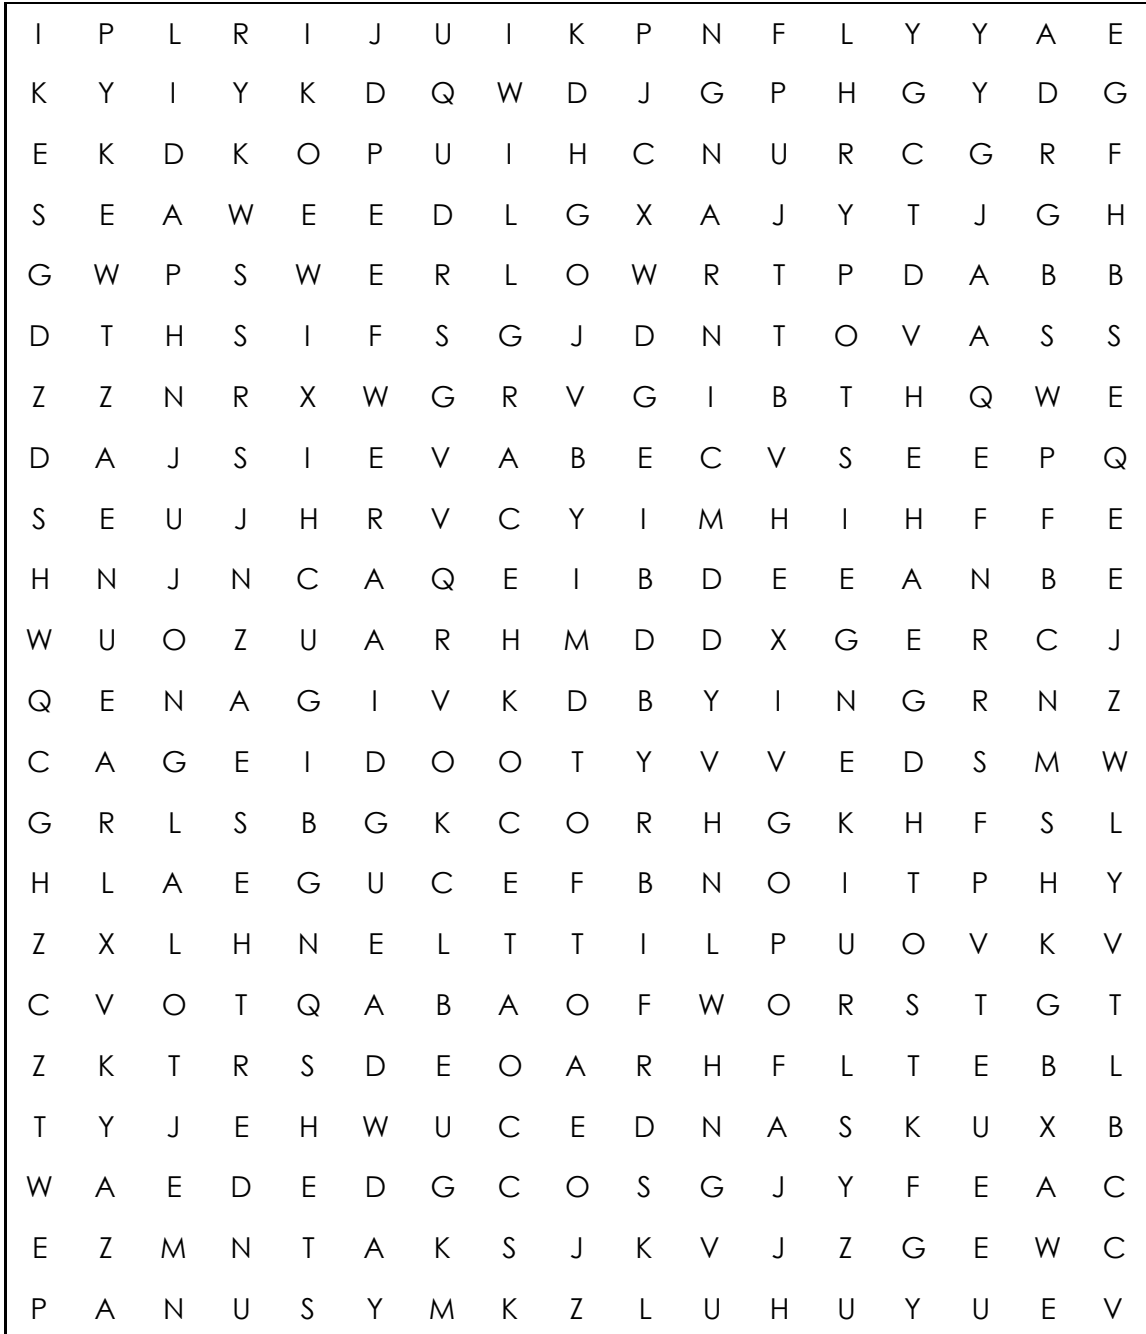 I P L R I J U I K P N F L Y Y A E
K Y I Y K D Q W D J G P H G Y D G
E K D K O P U I H C N U R C G R F
S E A W E E D L G X A J Y T J G H
G W P S W E R L O W R T P D A B B
D T H S I F S G J D N T O V A S S
Z Z N R X W G R V G I B T H Q W E
D A J S I E V A B E C V S E E P Q
S E U J H R V C Y I M H I H F F E
H N J N C A Q E I B D E E A N B E
W U O Z U A R H M D D X G E R C J
Q E N A G I V K D B Y I N G R N Z
C A G E I D O O T Y V V E D S M W
G R L S B G K C O R H G K H F S L
H L A E G U C E F B N O I T P H Y
Z X L H N E L T T I L P U O V K V
C V O T Q A B A O F W O R S T G T
Z K T R S D E O A R H F L T E B L
T Y J E H W U C E D N A S K U X B
W A E D E D G C O S G J Y F E A C
E Z M N T A K S J K V J Z G E W C
P A N U S Y M K Z L U H U Y U E V